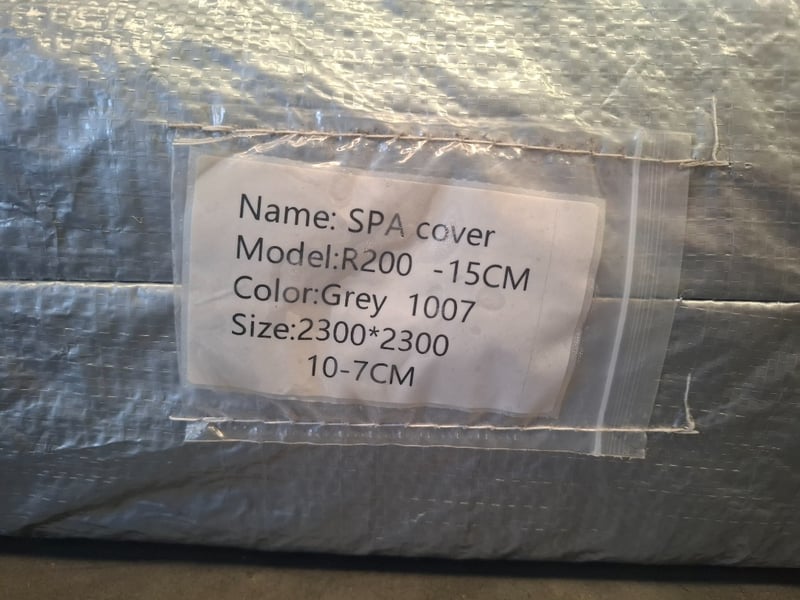 Name: SPA cover
Model:R200 -15CM
Color:Grey 1007
Size:2300*2300
10-7CM